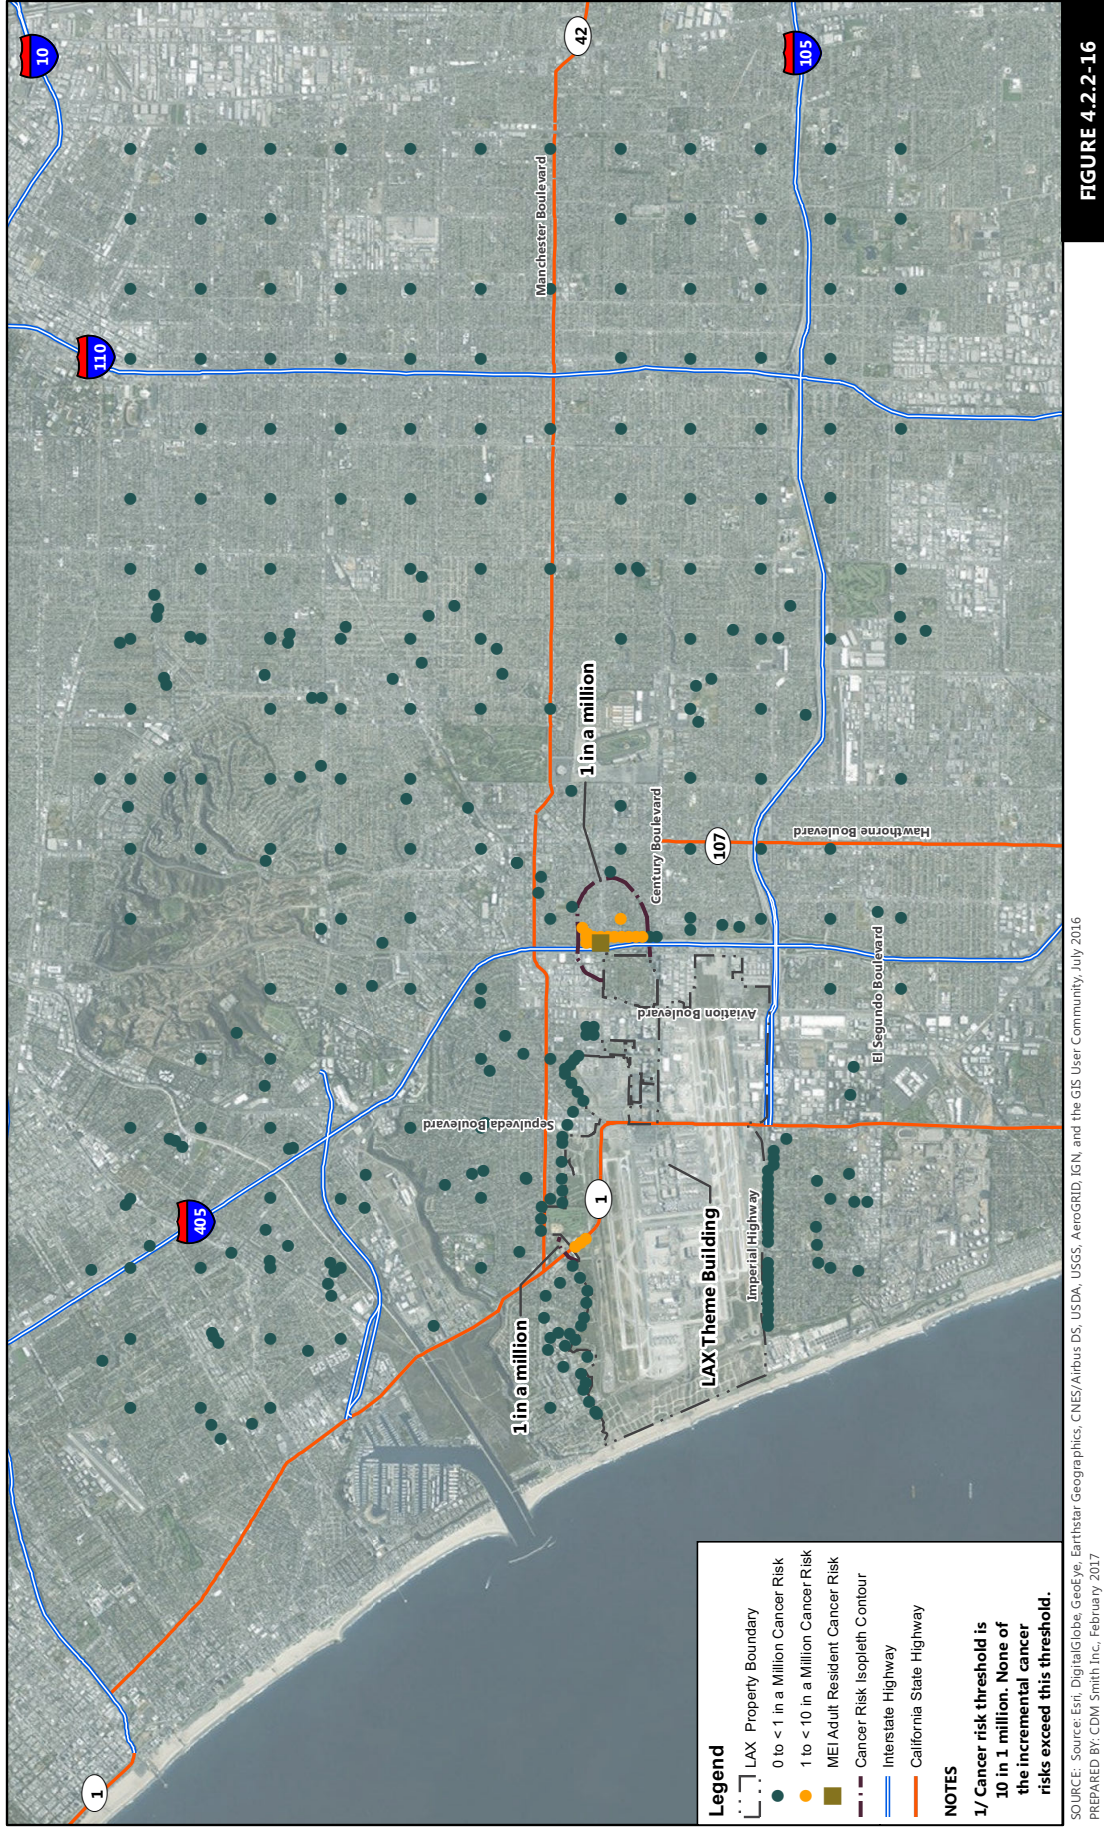 10
42
105
110
405
1
107
1
Manchester Boulevard
1 in a million
Century Boulevard
Hawthorne Boulevard
Aviation Boulevard
El Segundo Boulevard
Sepulveda Boulevard
Imperial Highway
LAX Theme Building
1 in a million
Legend
LAX Property Boundary
0 to < 1 in a Million Cancer Risk
1 to < 10 in a Million Cancer Risk
MEI Adult Resident Cancer Risk
Cancer Risk Isopleth Contour
Interstate Highway
California State Highway
NOTES
1/ Cancer risk threshold is
10 in 1 million. None of
the incremental cancer
risks exceed this threshold.
SOURCE: Source: Esri, DigitalGlobe, GeoEye, Earthstar Geographics, CNES/Airbus DS, USDA, USGS, AeroGRID, IGN, and the GIS User Community, July 2016
PREPARED BY: CDM Smith Inc., February 2017
FIGURE 4.2.2-16